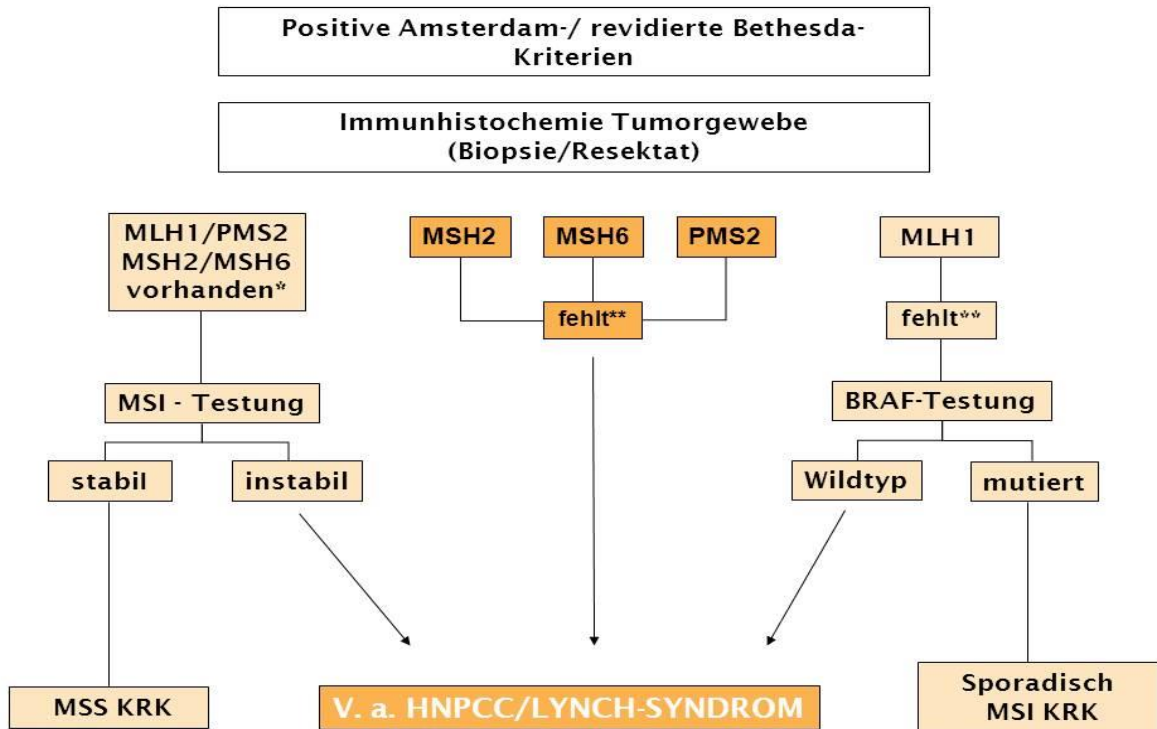 Positive Amsterdam-/ revidierte Bethesda-
Kriterien
Immunhistochemie Tumorgewebe
(Biopsie/Resektat)
MLH1/PMS2
MSH2/MSH6
vorhanden*
MSH2
MSH6
PMS2
MLH1
fehlt**
fehlt**
MSI - Testung
BRAF-Testung
stabil
instabil
Wildtyp
mutiert
MSS KRK
V. a. HNPCC/LYNCH-SYNDROM
Sporadisch
MSI KRK